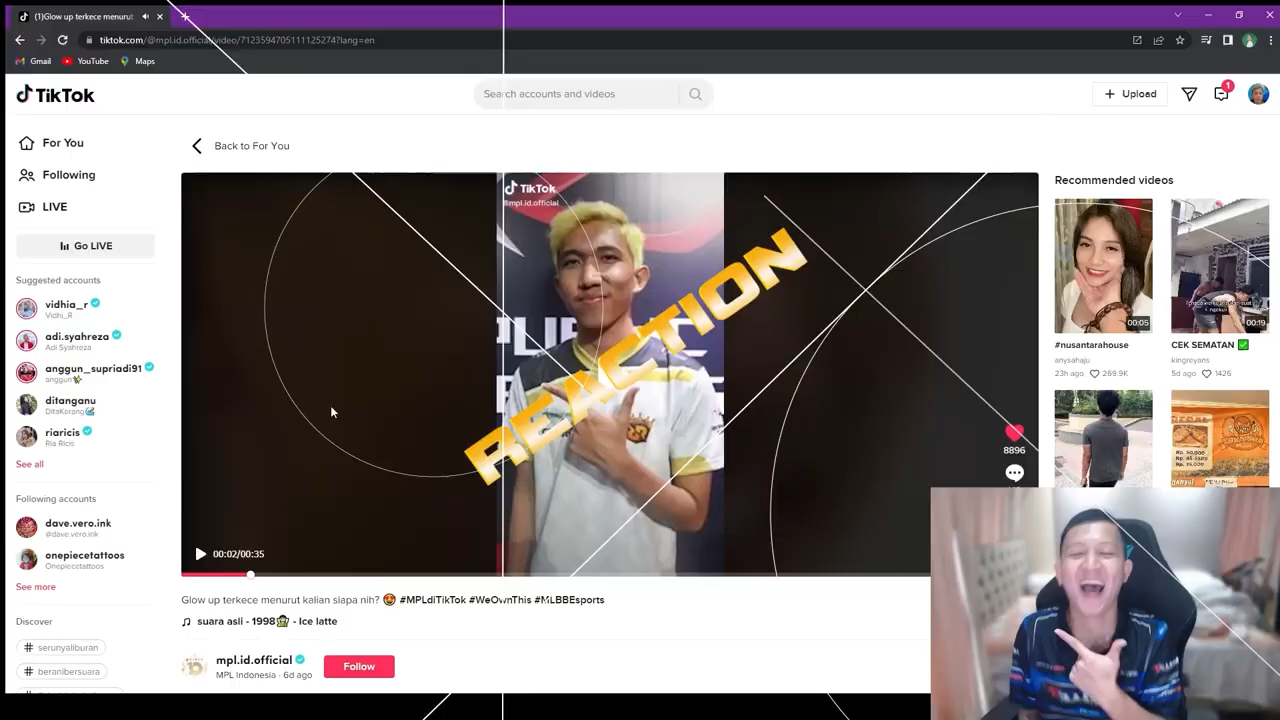 (1)Glow up terkece menurut
tiktok.com/@mpl.id.official/video/7123594705111125274?lang=en
Gmail
YouTube
Maps
TikTok
Search accounts and videos
Upload
1
For You
Following
LIVE
Go LIVE
Suggested accounts
vidhia_r
Vidhi_R
adi.syahreza
Adi Syahreza
anggun_supriadi91
anggun
ditanganu
DitaKorang
riaricis
Ria Ricis
See all
Following accounts
dave.vero.ink
@dave.vero.ink
onepiecetattoos
Onepiecetattoos
See more
Discover
# serunyaliburan
# beranibersuara
Back to For You
TikTok
@mpl.id.official
REACTION
8896
00:02/00:35
Glow up terkece menurut kalian siapa nih? 😍 #MPLdiTikTok #WeOwnThis #MLBBEsports
suara asli - 1998 - Ice latte
mpl.id.official
MPL Indonesia · 6d ago
Follow
Recommended videos
00:05
00:19
#nusantarahouse
anysahaju
23h ago 269.9K
CEK SEMATAN ✅
kingreyans
5d ago 1426